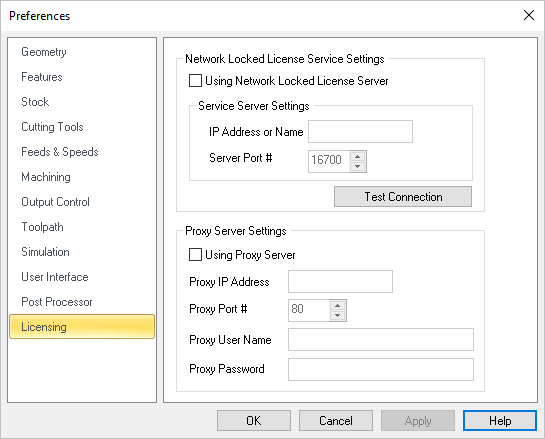 Preferences
Geometry
Features
Stock
Cutting Tools
Feeds & Speeds
Machining
Output Control
Toolpath
Simulation
User Interface
Post Processor
Licensing
Network Locked License Service Settings
Using Network Locked License Server
Service Server Settings
IP Address or Name
Server Port # 16700
Test Connection
Proxy Server Settings
Using Proxy Server
Proxy IP Address
Proxy Port # 80
Proxy User Name
Proxy Password
OK Cancel Apply Help